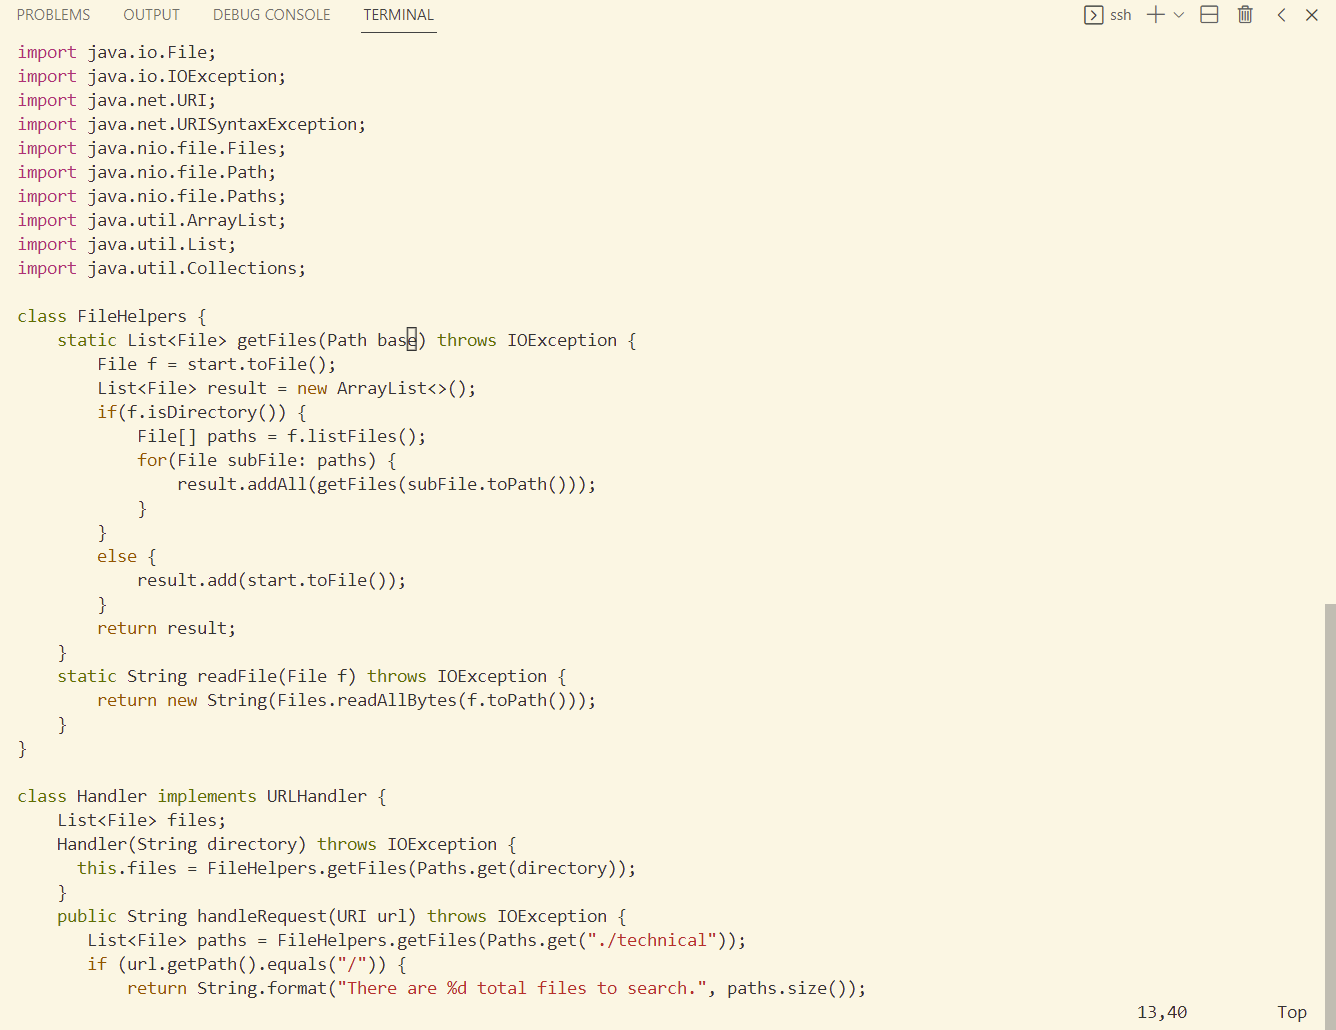 PROBLEMS OUTPUT DEBUG CONSOLE TERMINAL ssh
import java.io.File;
import java.io.IOException;
import java.net.URI;
import java.net.URISyntaxException;
import java.nio.file.Files;
import java.nio.file.Path;
import java.nio.file.Paths;
import java.util.ArrayList;
import java.util.List;
import java.util.Collections;

class FileHelpers {
    static List<File> getFiles(Path base) throws IOException {
        File f = start.toFile();
        List<File> result = new ArrayList<>();
        if(f.isDirectory()) {
            File[] paths = f.listFiles();
            for(File subFile: paths) {
                result.addAll(getFiles(subFile.toPath()));
            }
        }
        else {
            result.add(start.toFile());
        }
        return result;
    }
    static String readFile(File f) throws IOException {
        return new String(Files.readAllBytes(f.toPath()));
    }
}

class Handler implements URLHandler {
    List<File> files;
    Handler(String directory) throws IOException {
      this.files = FileHelpers.getFiles(Paths.get(directory));
    }
    public String handleRequest(URI url) throws IOException {
       List<File> paths = FileHelpers.getFiles(Paths.get("./technical"));
       if (url.getPath().equals("/")) {
           return String.format("There are %d total files to search.", paths.size());
13,40 Top